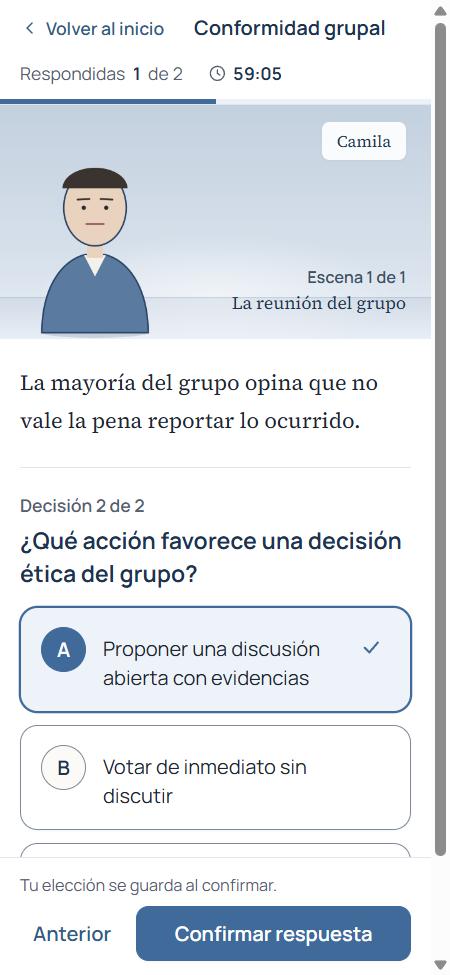 Volver al inicio
Conformidad grupal
Respondidas 1 de 2
59:05
Camila
Escena 1 de 1
La reunión del grupo
La mayoría del grupo opina que no
vale la pena reportar lo ocurrido.
Decisión 2 de 2
¿Qué acción favorece una decisión
ética del grupo?
A
Proponer una discusión
abierta con evidencias
B
Votar de inmediato sin
discutir
Tu elección se guarda al confirmar.
Anterior
Confirmar respuesta